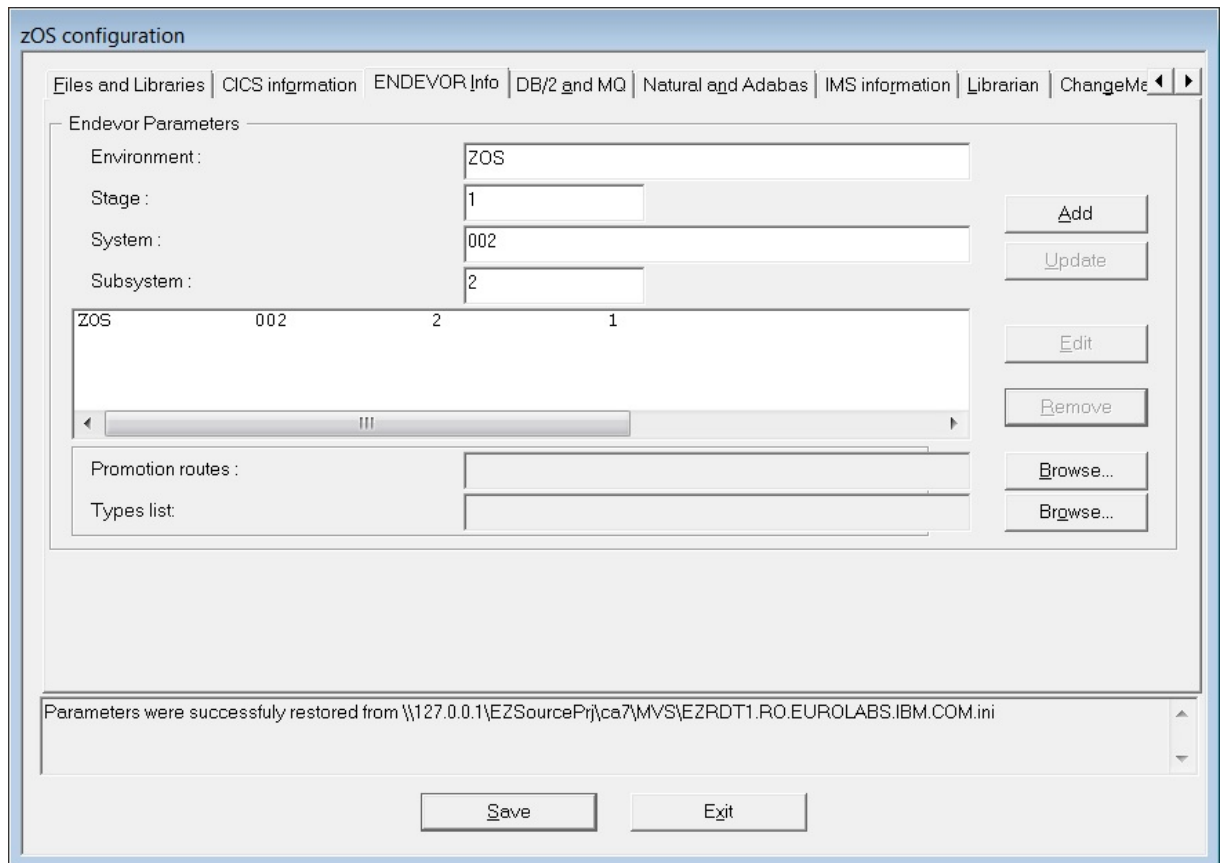 zOS configuration
Files and Libraries CICS information ENDEVOR Info DB/2 and MQ Natural and Adabas IMS information Librarian ChangeMa
Endevor Parameters
Environment : ZOS
Stage : 1
Add
System : 002
Update
Subsystem : 2
ZOS 002 2 1
Edit
Remove
Promotion routes : Browse...
Types list: Browse...
Parameters were successfuly restored from \\127.0.0.1\EZSourcePrj\ca7\MVS\EZRDT1.RO.EUROLABS.IBM.COM.ini
Save Exit